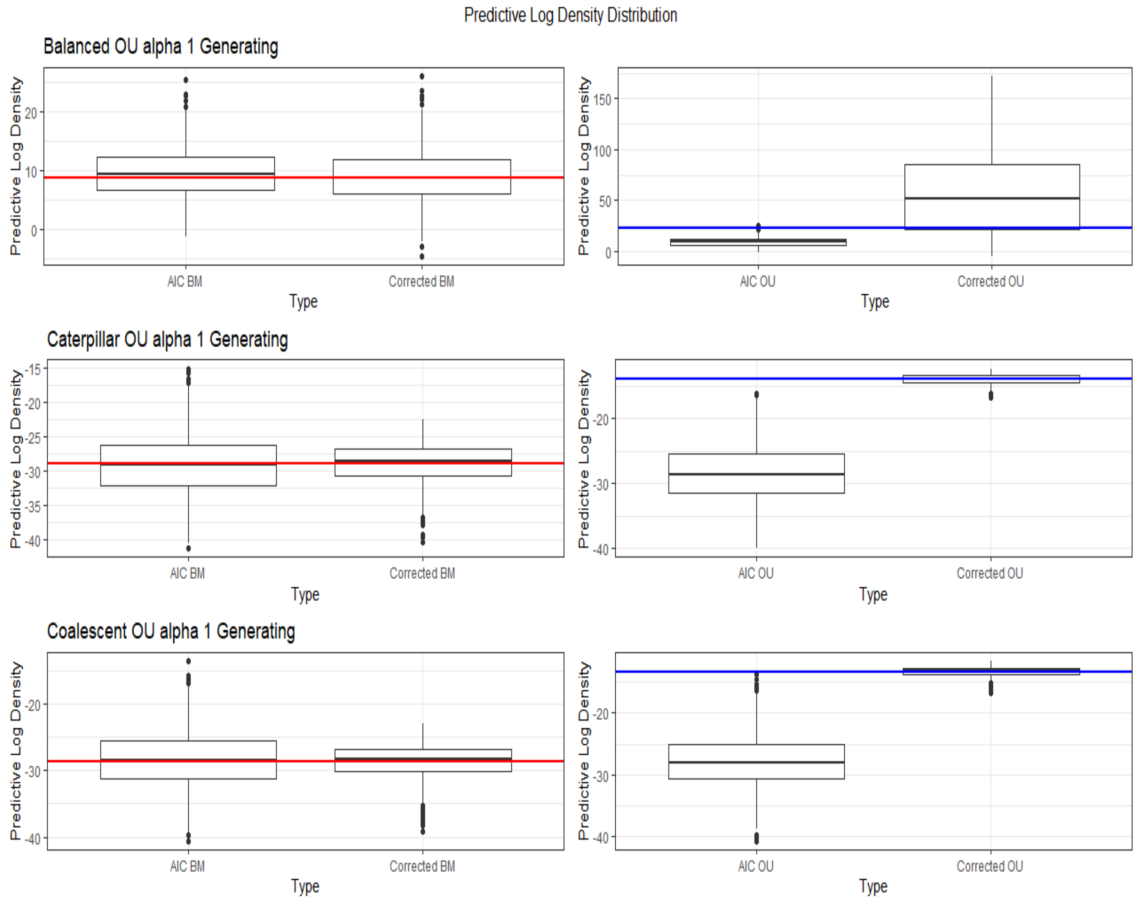 Predictive Log Density Distribution
Balanced OU alpha 1 Generating
Predictive Log Density
20
10
0
AIC BM
Corrected BM
Type
Predictive Log Density
150
100
50
0
AIC OU
Corrected OU
Type
Caterpillar OU alpha 1 Generating
Predictive Log Density
-15
-20
-25
-30
-35
-40
AIC BM
Corrected BM
Type
Predictive Log Density
-20
-30
-40
AIC OU
Corrected OU
Type
Coalescent OU alpha 1 Generating
Predictive Log Density
-20
-30
-40
AIC BM
Corrected BM
Type
Predictive Log Density
-20
-30
-40
AIC OU
Corrected OU
Type